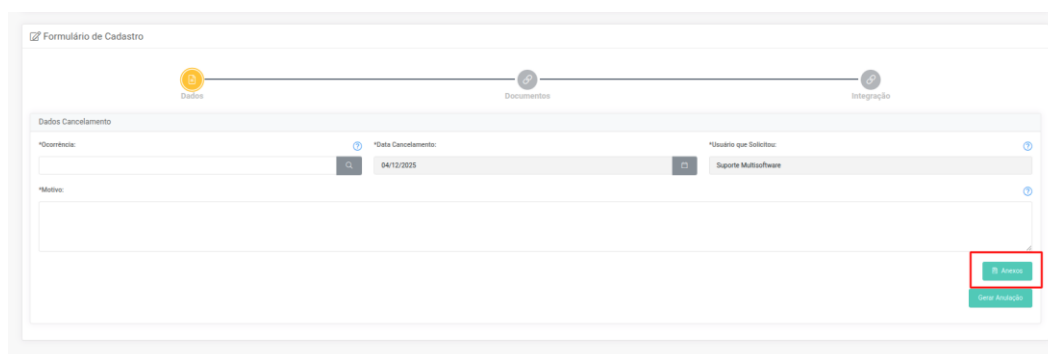 Formulário de Cadastro
Dados Documentos Integração
Dados Cancelamento
*Ocorrência: *Data Cancelamento: *Usuário que Solicitou:
04/12/2025 Suporte Multisoftware
*Motivo:
Anexos
Gerar Anulação